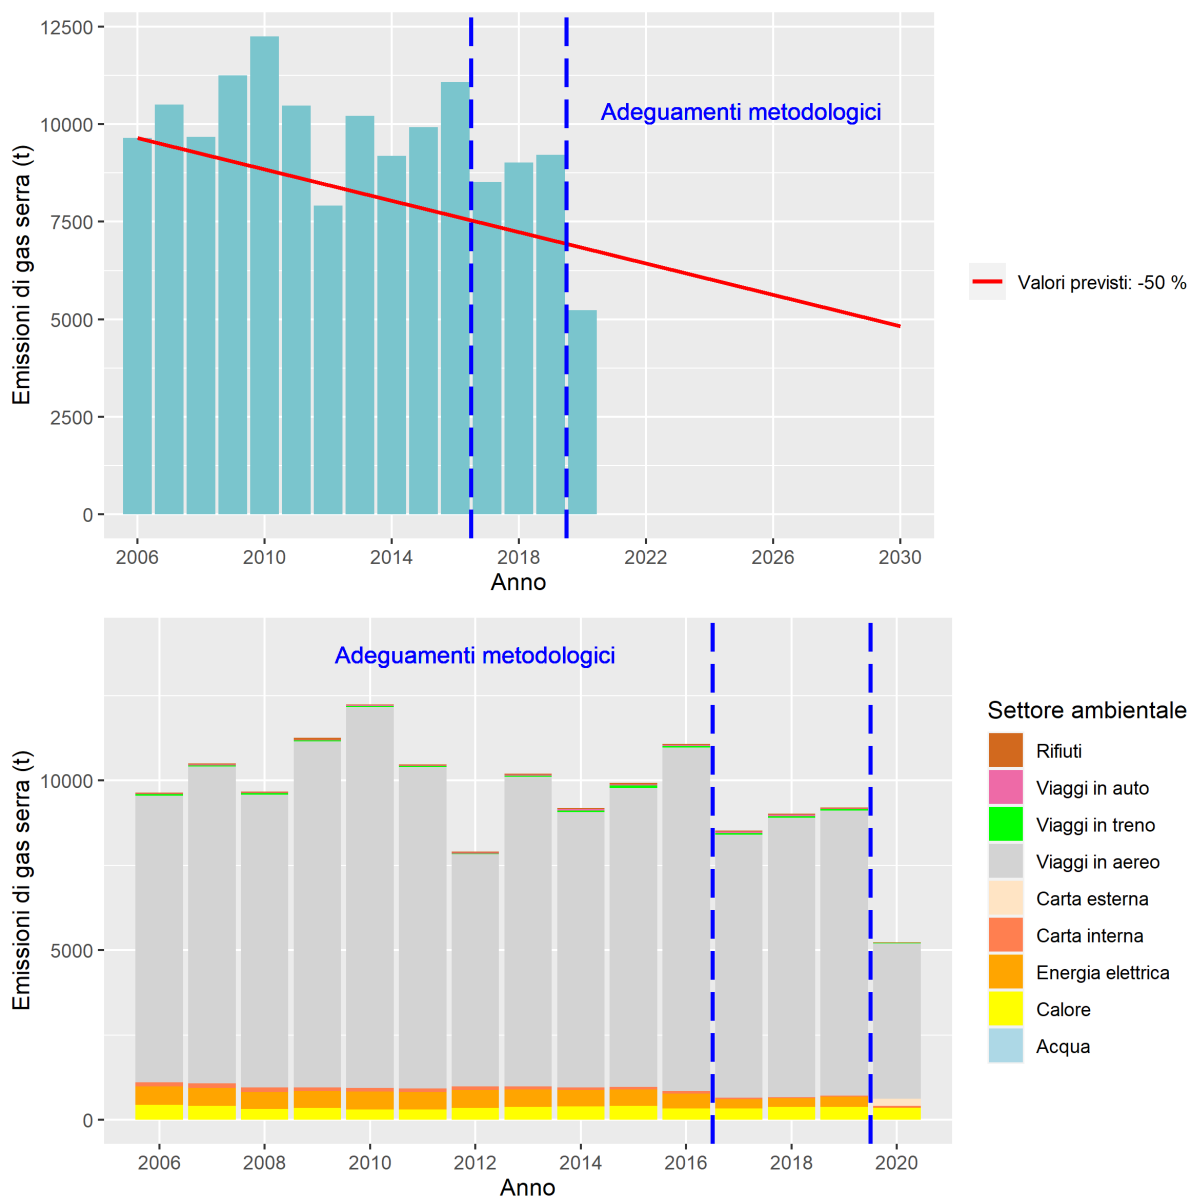 12500
10000
7500
5000
2500
0
Emissioni di gas serra (t)
Adeguamenti metodologici
2006 2010 2014 2018 2022 2026 2030
Anno
Valori previsti: -50 %
Adeguamenti metodologici
10000
5000
0
Emissioni di gas serra (t)
2006 2008 2010 2012 2014 2016 2018 2020
Anno
Settore ambientale
Rifiuti
Viaggi in auto
Viaggi in treno
Viaggi in aereo
Carta esterna
Carta interna
Energia elettrica
Calore
Acqua